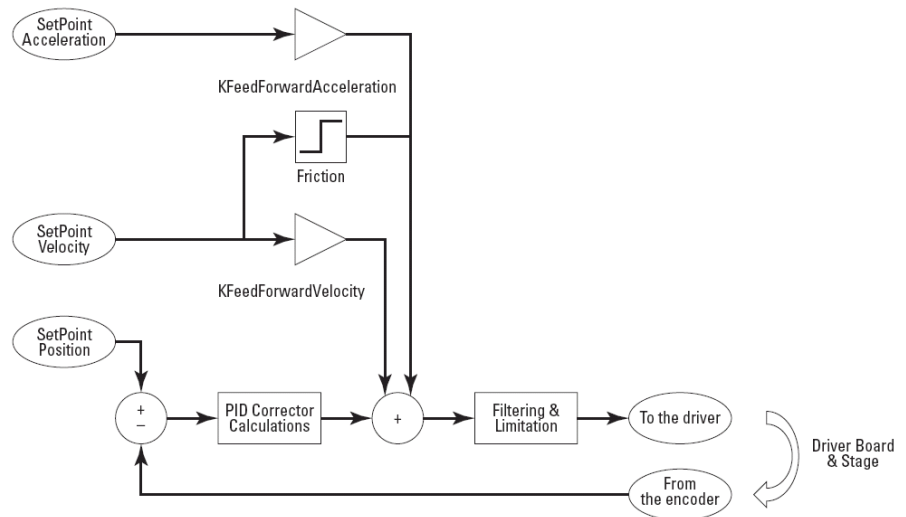 SetPoint
Acceleration
KFeedForwardAcceleration
Friction
SetPoint
Velocity
KFeedForwardVelocity
SetPoint
Position
+
–
PID Corrector
Calculations
+
Filtering &
Limitation
To the driver
Driver Board
& Stage
From
the encoder